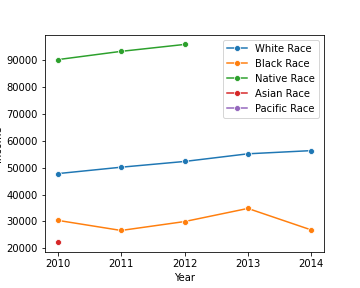 White Race
Black Race
Native Race
Asian Race
Pacific Race
90000
80000
70000
60000
50000
40000
30000
20000
2010 2011 2012 2013 2014
Year